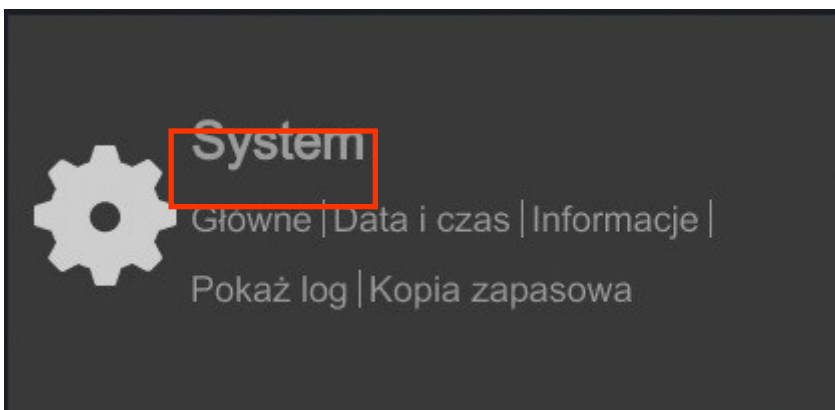 System
Główne | Data i czas | Informacje |
Pokaż log | Kopia zapasowa